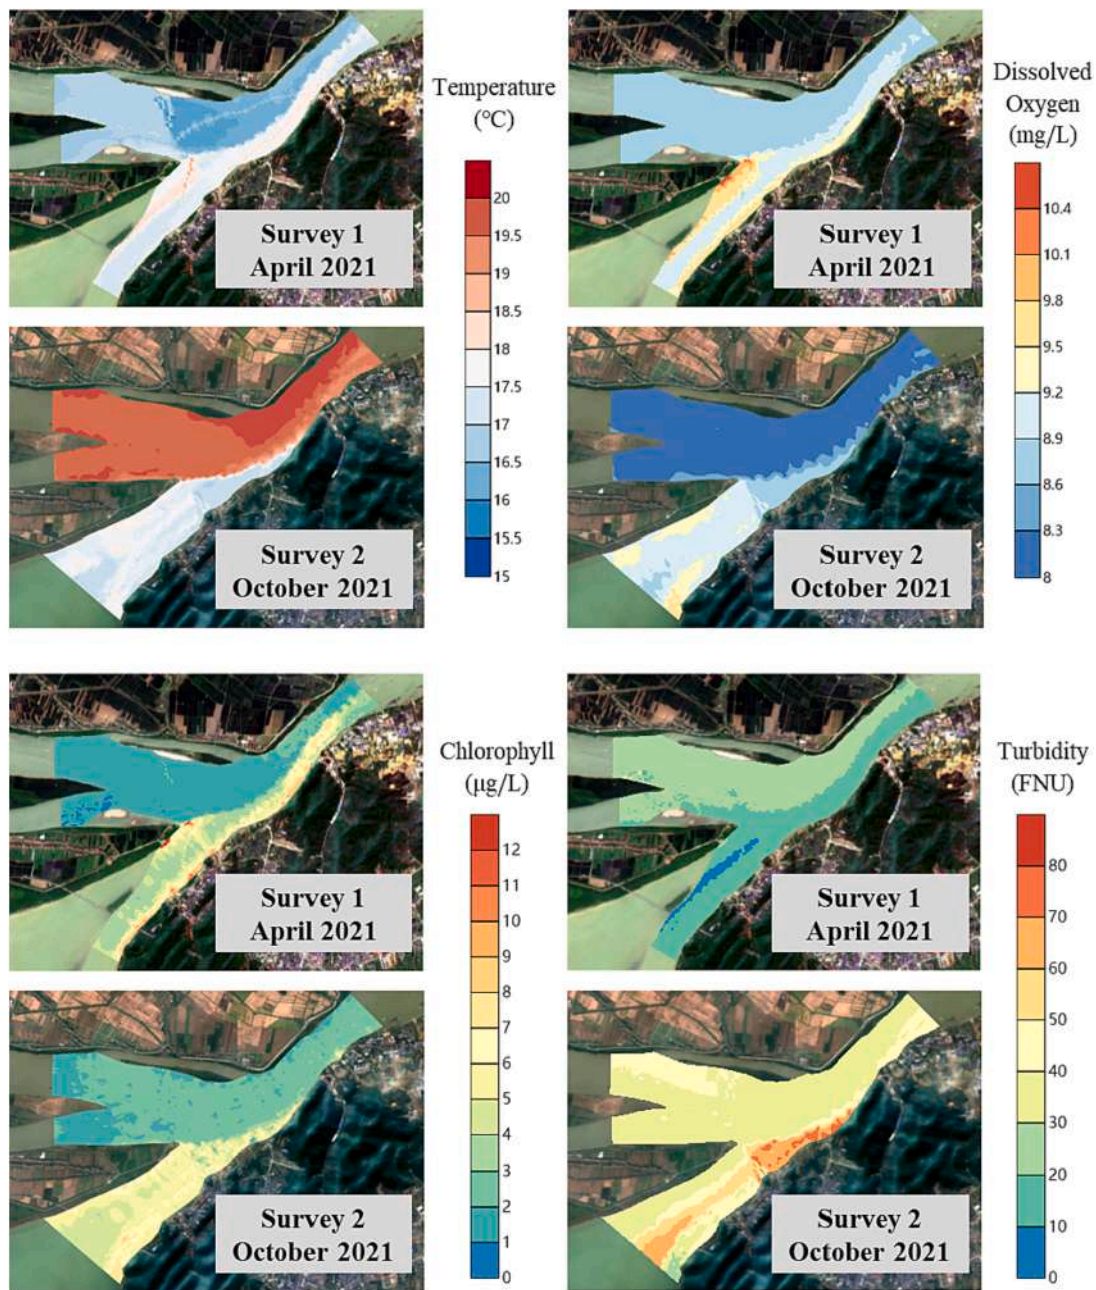 Temperature
(°C)
20
19.5
19
18.5
18
17.5
17
16.5
16
15.5
15
Survey 1
April 2021
Survey 2
October 2021
Dissolved
Oxygen
(mg/L)
10.4
10.1
9.8
9.5
9.2
8.9
8.6
8.3
8
Survey 1
April 2021
Survey 2
October 2021
Chlorophyll
(µg/L)
12
11
10
9
8
7
6
5
4
3
2
1
0
Survey 1
April 2021
Survey 2
October 2021
Turbidity
(FNU)
80
70
60
50
40
30
20
10
0
Survey 1
April 2021
Survey 2
October 2021